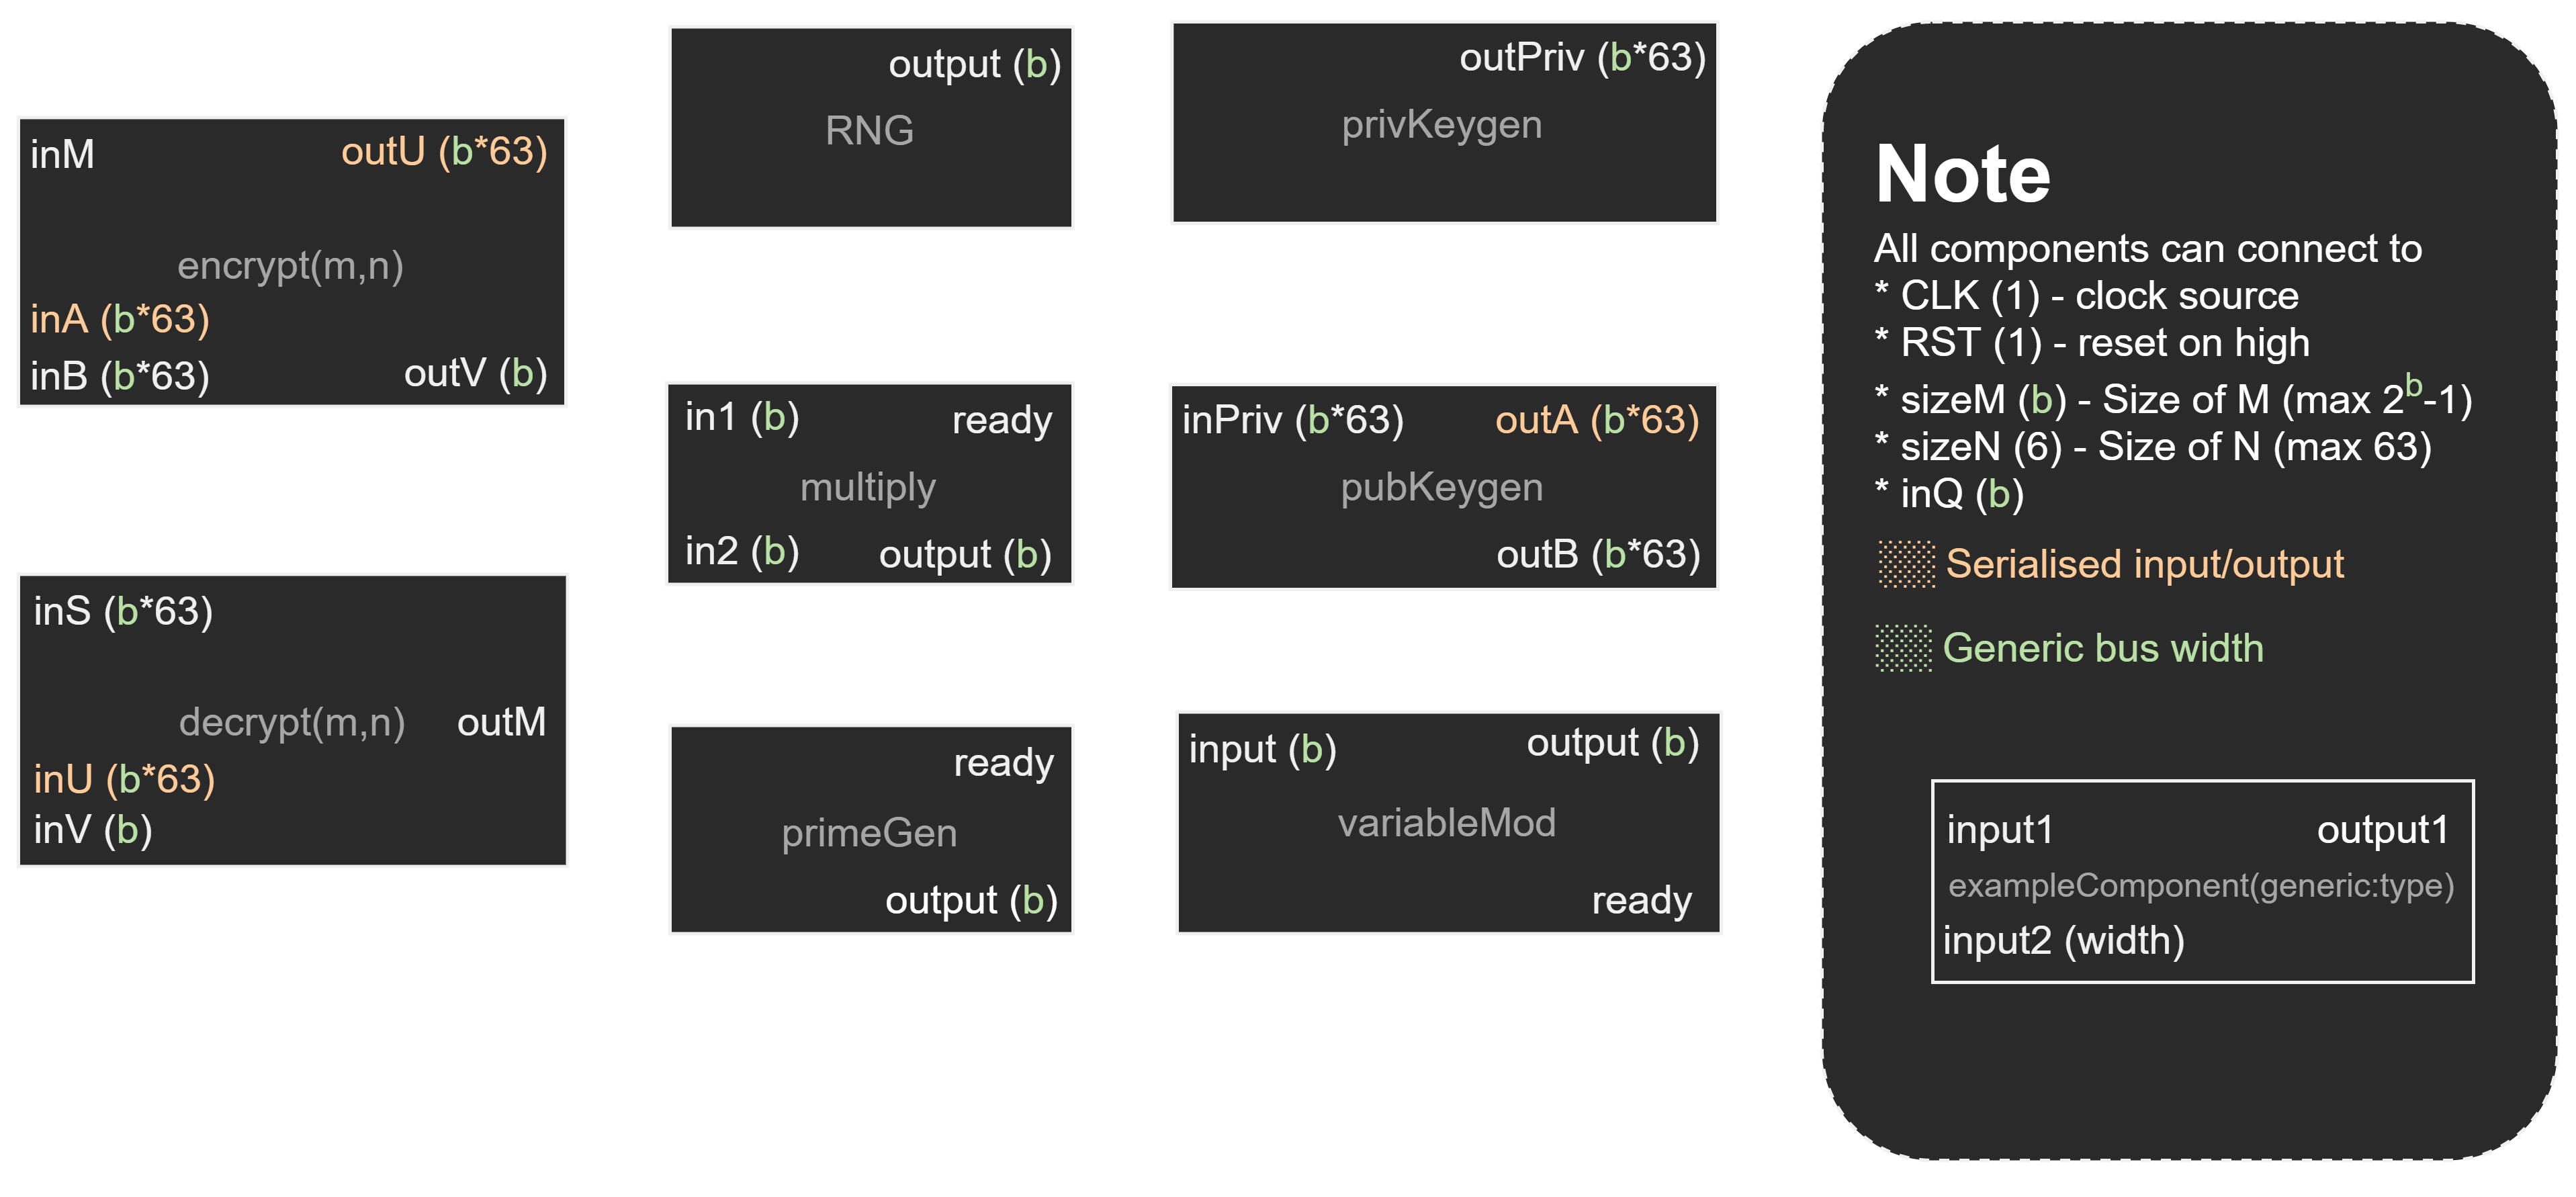 inM
outU (b*63)
encrypt(m,n)
inA (b*63)
inB (b*63)
outV (b)
inS (b*63)
decrypt(m,n)
outM
inU (b*63)
inV (b)
output (b)
RNG
in1 (b)
ready
multiply
in2 (b)
output (b)
ready
primeGen
output (b)
outPriv (b*63)
privKeygen
inPriv (b*63)
outA (b*63)
pubKeygen
outB (b*63)
input (b)
output (b)
variableMod
ready
Note
All components can connect to
* CLK (1) - clock source
* RST (1) - reset on high
* sizeM (b) - Size of M (max 2^b-1)
* sizeN (6) - Size of N (max 63)
* inQ (b)
Serialised input/output
Generic bus width
input1
output1
exampleComponent(generic:type)
input2 (width)